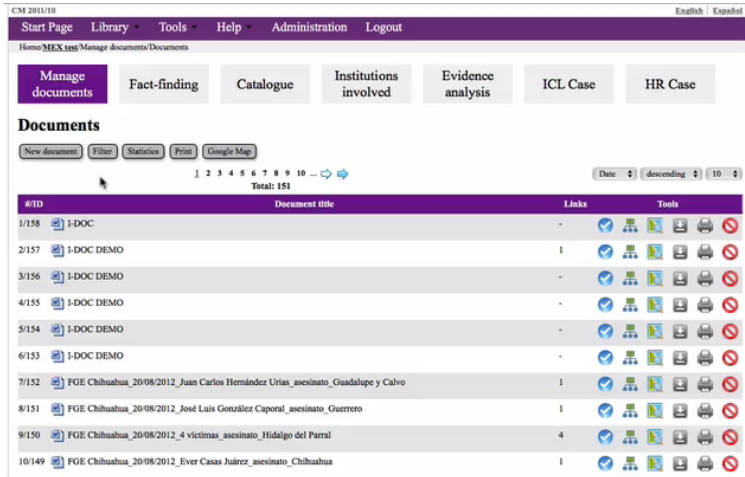 CM 2011/10
English | Español
Start Page Library Tools Help Administration Logout
Home/MEX test/Manage documents/Documents
Manage documents
Fact-finding
Catalogue
Institutions involved
Evidence analysis
ICL Case
HR Case
Documents
New document Filter Statistics Print Google Map
1 2 3 4 5 6 7 8 9 10 ...
Total: 151
Date descending 10
#/ID Document title Links Tools
1/158 I-DOC -
2/157 I-DOC DEMO 1
3/156 I-DOC DEMO -
4/155 I-DOC DEMO -
5/154 I-DOC DEMO -
6/153 I-DOC DEMO -
7/152 FGE Chihuahua_20/08/2012_Juan Carlos Hernández Urias_asesinato_Guadalupe y Calvo 1
8/151 FGE Chihuahua_20/08/2012_José Luis González Caporal_asesinato_Guerrero 1
9/150 FGE Chihuahua_20/08/2012_4 victimas_asesinato_Hidalgo del Parral 4
10/149 FGE Chihuahua_20/08/2012_Ever Casas Juárez_asesinato_Chihuahua 1